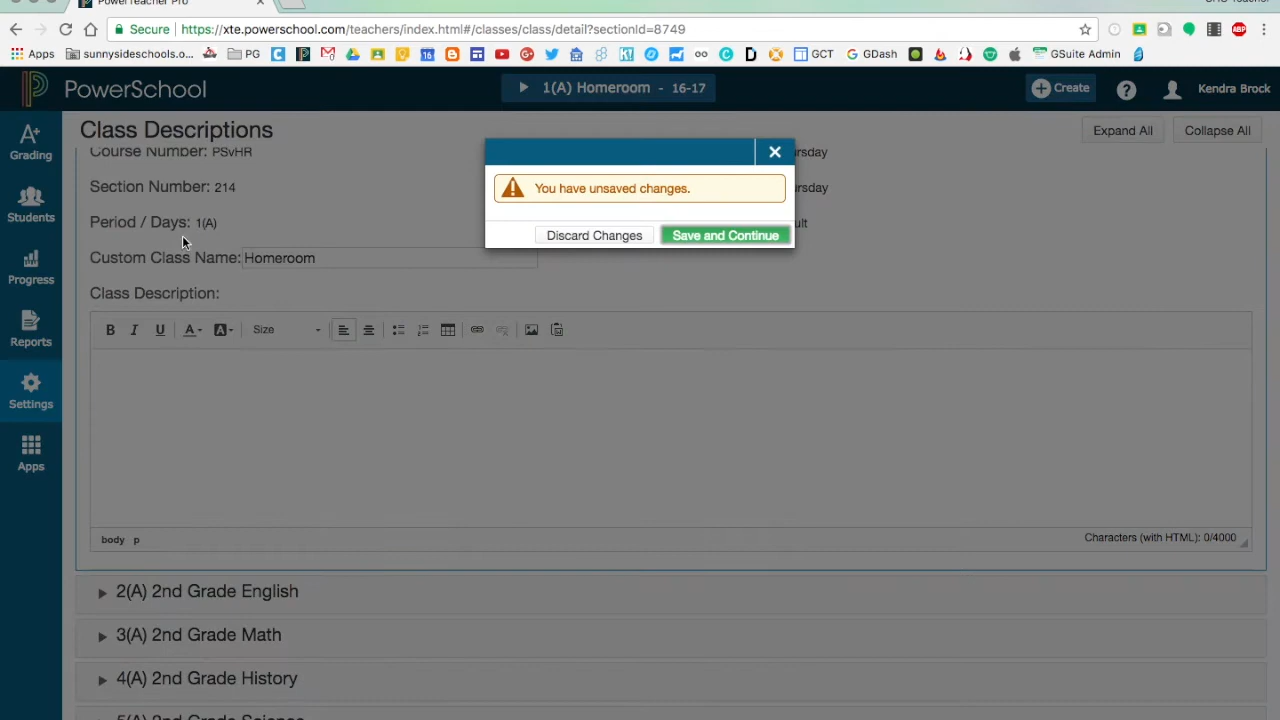 PowerTeacher Pro
Secure https://xte.powerschool.com/teachers/index.html#/classes/class/detail?sectionId=8749
Apps sunnysideschools.o... PG 16 GCT GDash GSuite Admin
PowerSchool
1(A) Homeroom - 16-17
Create
Kendra Brock
Class Descriptions
Expand All
Collapse All
Grading
Students
Progress
Reports
Settings
Apps
Course Number: PSvHR
ursday
Section Number: 214
ursday
Period / Days: 1(A)
ult
You have unsaved changes.
Discard Changes
Save and Continue
Custom Class Name: Homeroom
Class Description:
B I U A A Size
body p
Characters (with HTML): 0/4000
2(A) 2nd Grade English
3(A) 2nd Grade Math
4(A) 2nd Grade History
5(A) 2nd Grade Science